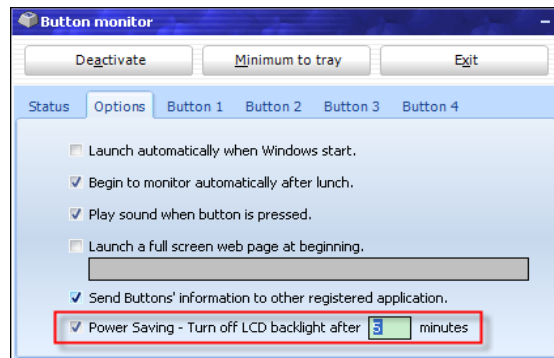 Button monitor
Deactivate Minimum to tray Exit
Status Options Button 1 Button 2 Button 3 Button 4
Launch automatically when Windows start.
Begin to monitor automatically after lunch.
Play sound when button is pressed.
Launch a full screen web page at beginning.
Send Buttons' information to other registered application.
Power Saving - Turn off LCD backlight after 5 minutes